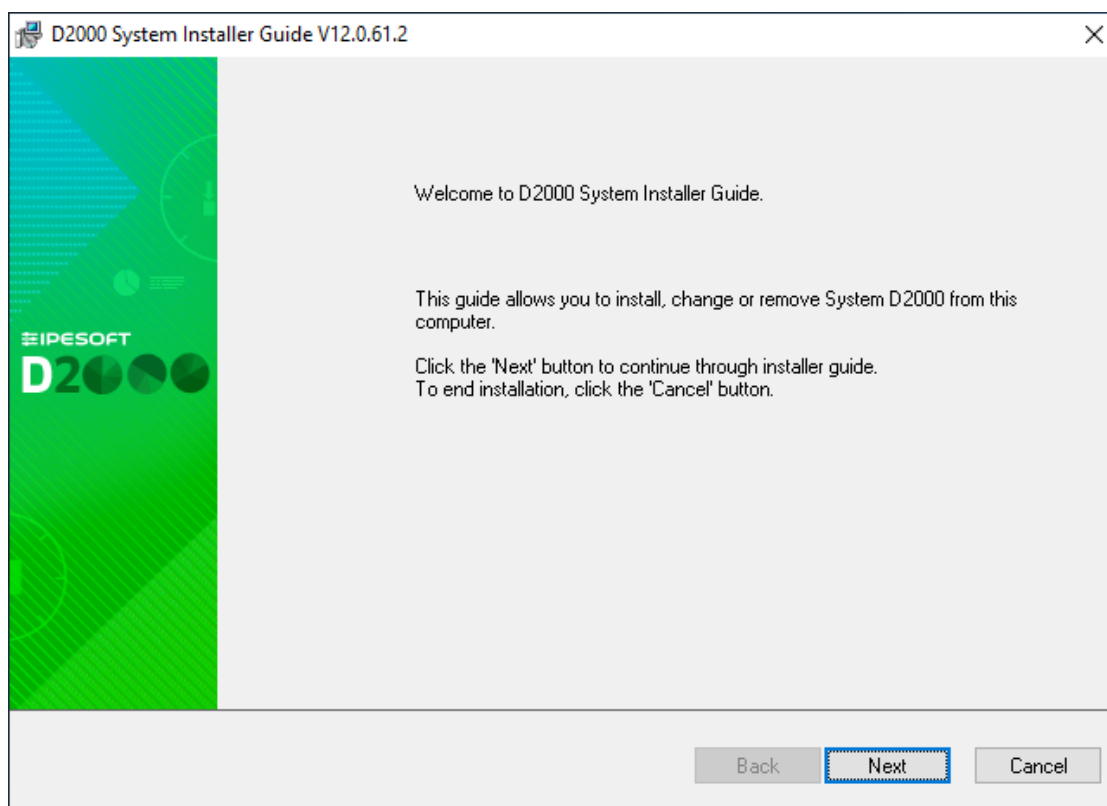 D2000 System Installer Guide V12.0.61.2
Welcome to D2000 System Installer Guide.
This guide allows you to install, change or remove System D2000 from this
computer.
Click the 'Next' button to continue through installer guide.
To end installation, click the 'Cancel' button.
IPESOFT
D2000
Back
Next
Cancel